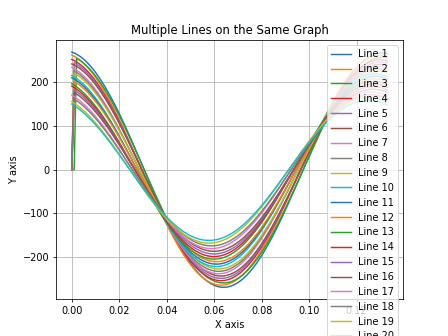 Multiple Lines on the Same Graph
Y axis
200
100
0
−100
−200
0.00
0.02
0.04
0.06
0.08
0.10
X axis
Line 1
Line 2
Line 3
Line 4
Line 5
Line 6
Line 7
Line 8
Line 9
Line 10
Line 11
Line 12
Line 13
Line 14
Line 15
Line 16
Line 17
Line 18
Line 19
Line 20